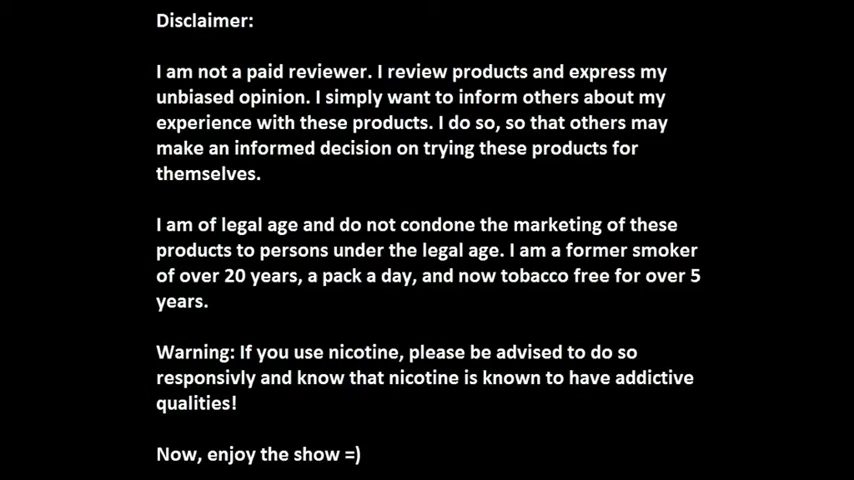 Disclaimer:
I am not a paid reviewer. I review products and express my
unbiased opinion. I simply want to inform others about my
experience with these products. I do so, so that others may
make an informed decision on trying these products for
themselves.
I am of legal age and do not condone the marketing of these
products to persons under the legal age. I am a former smoker
of over 20 years, a pack a day, and now tobacco free for over 5
years.
Warning: If you use nicotine, please be advised to do so
responsivly and know that nicotine is known to have addictive
qualities!
Now, enjoy the show =)